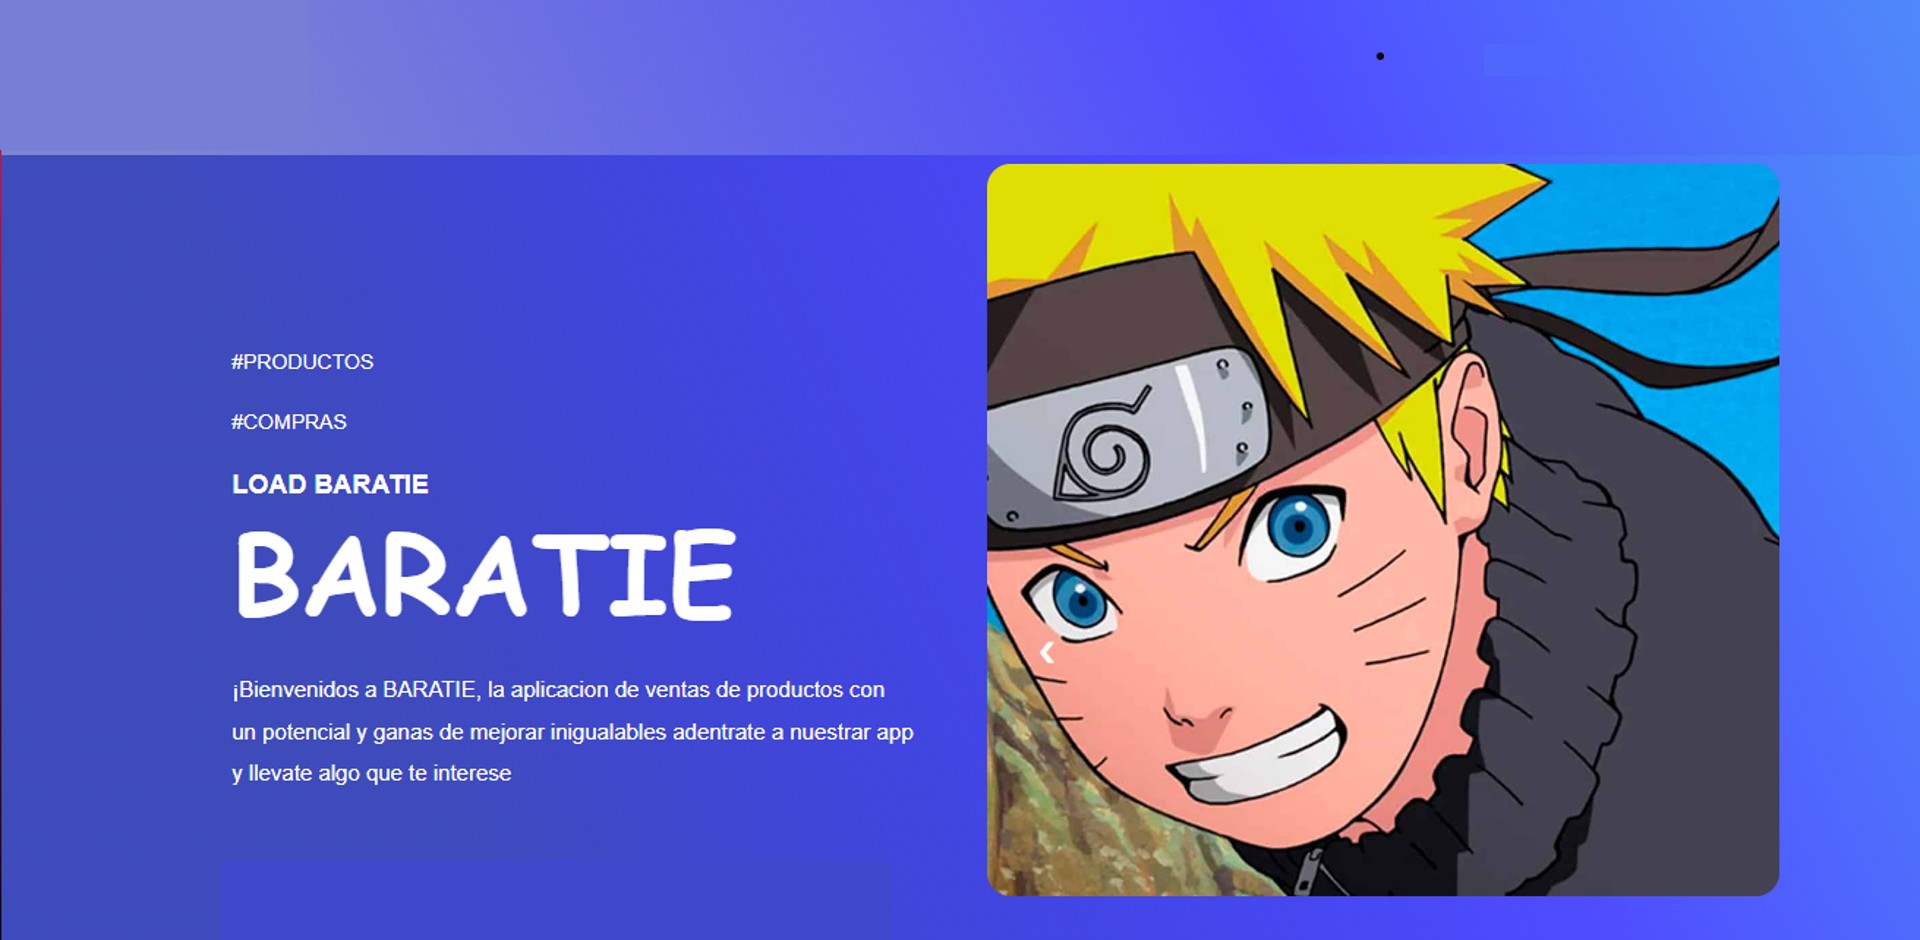 #PRODUCTOS
#COMPRAS
LOAD BARATIE
BARATIE
¡Bienvenidos a BARATIE, la aplicacion de ventas de productos con
un potencial y ganas de mejorar inigualables adentrate a nuestrar app
y llevate algo que te interese